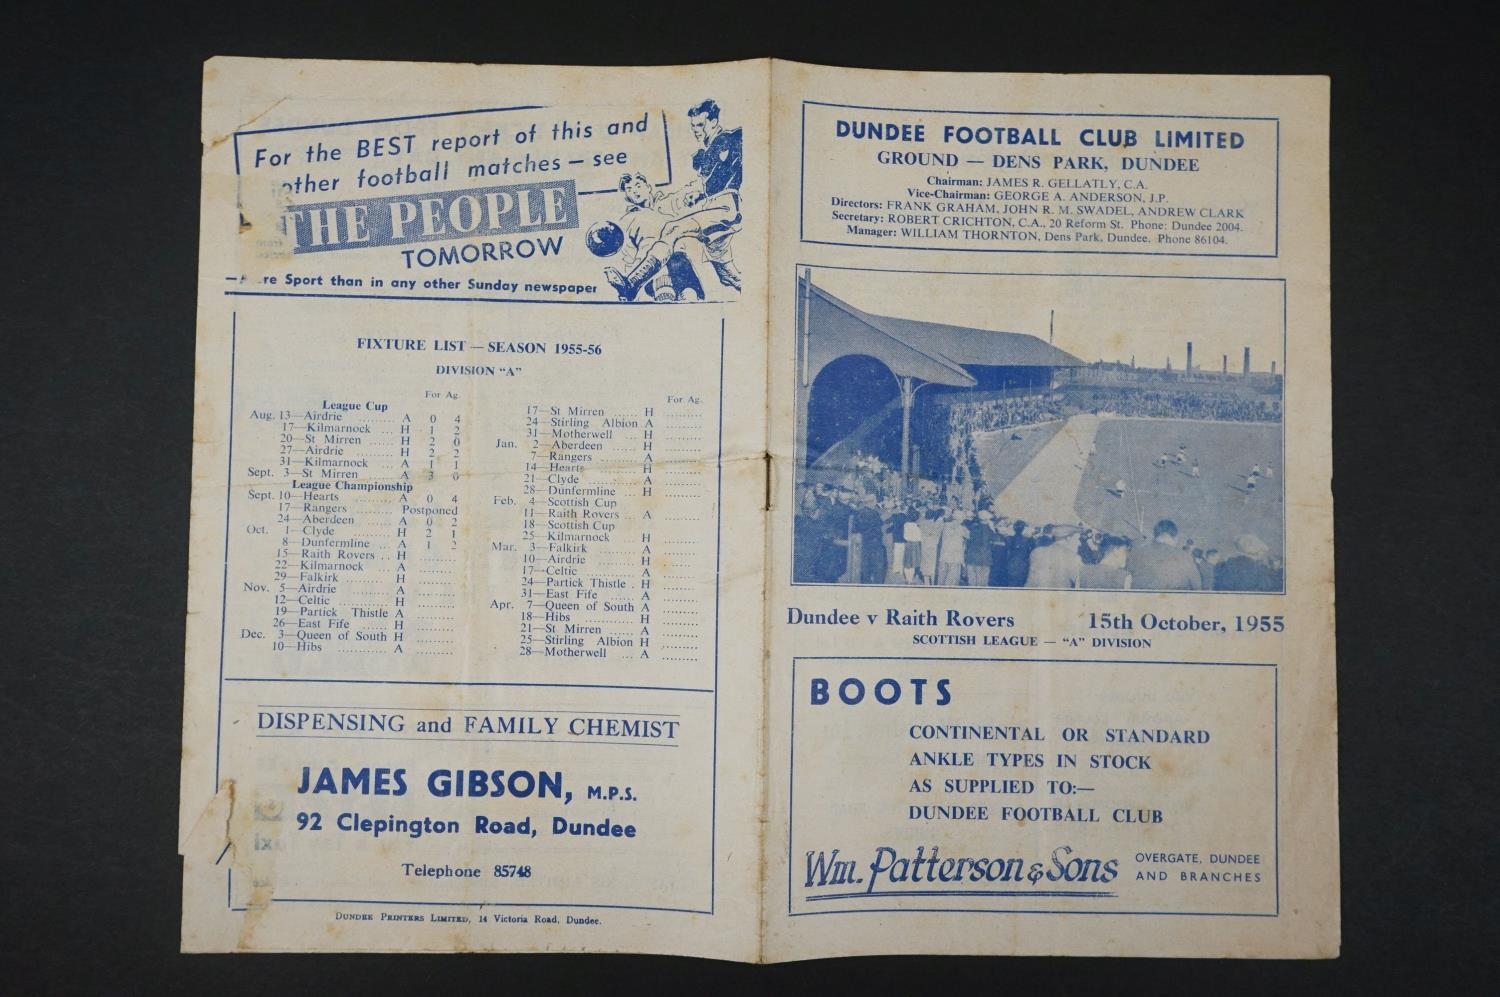 For the BEST report of this and
other football matches — see
THE PEOPLE
TOMORROW
re Sport than in any other Sunday newspaper
FIXTURE LIST — SEASON 1955-56
DIVISION "A"
For Ag.
League Cup
Aug. 13—Airdrie ...... A 0 4
17—Kilmarnock ... H 1 2
20—St Mirren ...... H 2 0
27—Airdrie ...... H 2 2
31—Kilmarnock ... A 1 1
Sept. 3—St Mirren ...... A 3 0
League Championship
Sept. 10—Hearts ...... A 0 4
17—Rangers ...... Postponed
24—Aberdeen ...... A 0 2
Oct. 1—Clyde ...... H 2 1
8—Dunfermline ... A 1 2
15—Raith Rovers .. H ........
22—Kilmarnock ... A ........
29—Falkirk ...... H ........
Nov. 5—Airdrie ...... A ........
12—Celtic ...... H ........
19—Partick Thistle A ........
26—East Fife ...... H ........
Dec. 3—Queen of South H ........
10—Hibs ...... A ........
For Ag.
17—St Mirren ...... H ........
24—Stirling Albion A ........
31—Motherwell ... H ........
Jan. 2—Aberdeen ...... H ........
7—Rangers ...... A ........
14—Hearts ...... H ........
21—Clyde ...... A ........
28—Dunfermline ... H ........
Feb. 4—Scottish Cup
11—Raith Rovers ... A ........
18—Scottish Cup
25—Kilmarnock H ........
Mar. 3—Falkirk ...... A ........
10—Airdrie ...... H ........
17—Celtic ...... A ........
24—Partick Thistle . H ........
31—East Fife ...... A ........
Apr. 7—Queen of South A ........
18—Hibs ...... H ........
21—St Mirren ...... A ........
25—Stirling Albion H ........
28—Motherwell ... A ........
DISPENSING and FAMILY CHEMIST
JAMES GIBSON, M.P.S.
92 Clepington Road, Dundee
Telephone 85748
DUNDEE PRINTERS LIMITED, 14 Victoria Road, Dundee.
DUNDEE FOOTBALL CLUB LIMITED
GROUND — DENS PARK, DUNDEE
Chairman: JAMES R. GELLATLY, C.A.
Vice-Chairman: GEORGE A. ANDERSON, J.P.
Directors: FRANK GRAHAM, JOHN R. M. SWADEL, ANDREW CLARK
Secretary: ROBERT CRICHTON, C.A., 20 Reform St. Phone: Dundee 2004.
Manager: WILLIAM THORNTON, Dens Park, Dundee. Phone 86104.
Dundee v Raith Rovers 15th October, 1955
SCOTTISH LEAGUE — "A" DIVISION
BOOTS
CONTINENTAL OR STANDARD
ANKLE TYPES IN STOCK
AS SUPPLIED TO:—
DUNDEE FOOTBALL CLUB
Wm. Patterson & Sons
OVERGATE, DUNDEE
AND BRANCHES